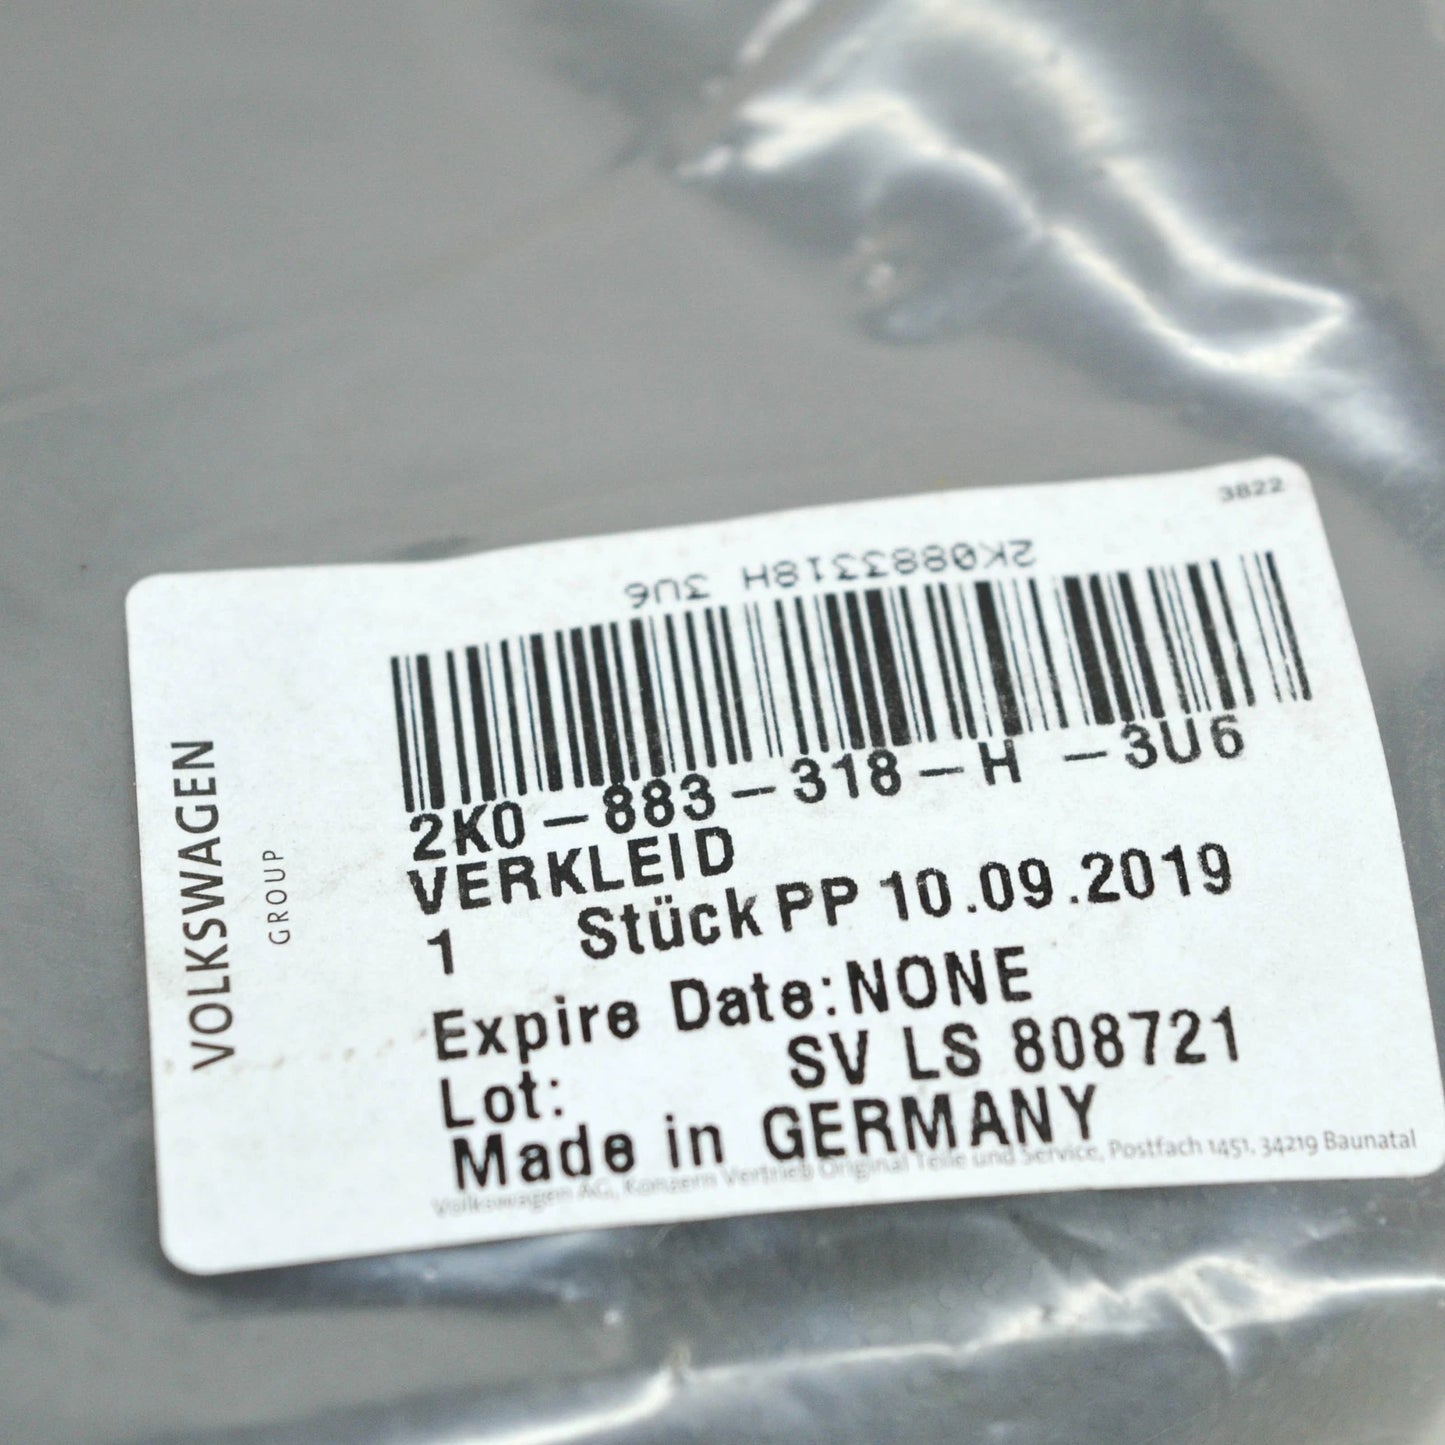 3822
2K0883318H 3U6
2K0-883-318-H -3U6
VERKLEID
1 Stück PP 10.09.2019
Expire Date:NONE
Lot: SV LS 808721
Made in GERMANY
Volkswagen AG, Konzern Vertrieb Original Teile und Service, Postfach 1451, 34219 Baunatal
VOLKSWAGEN
GROUP